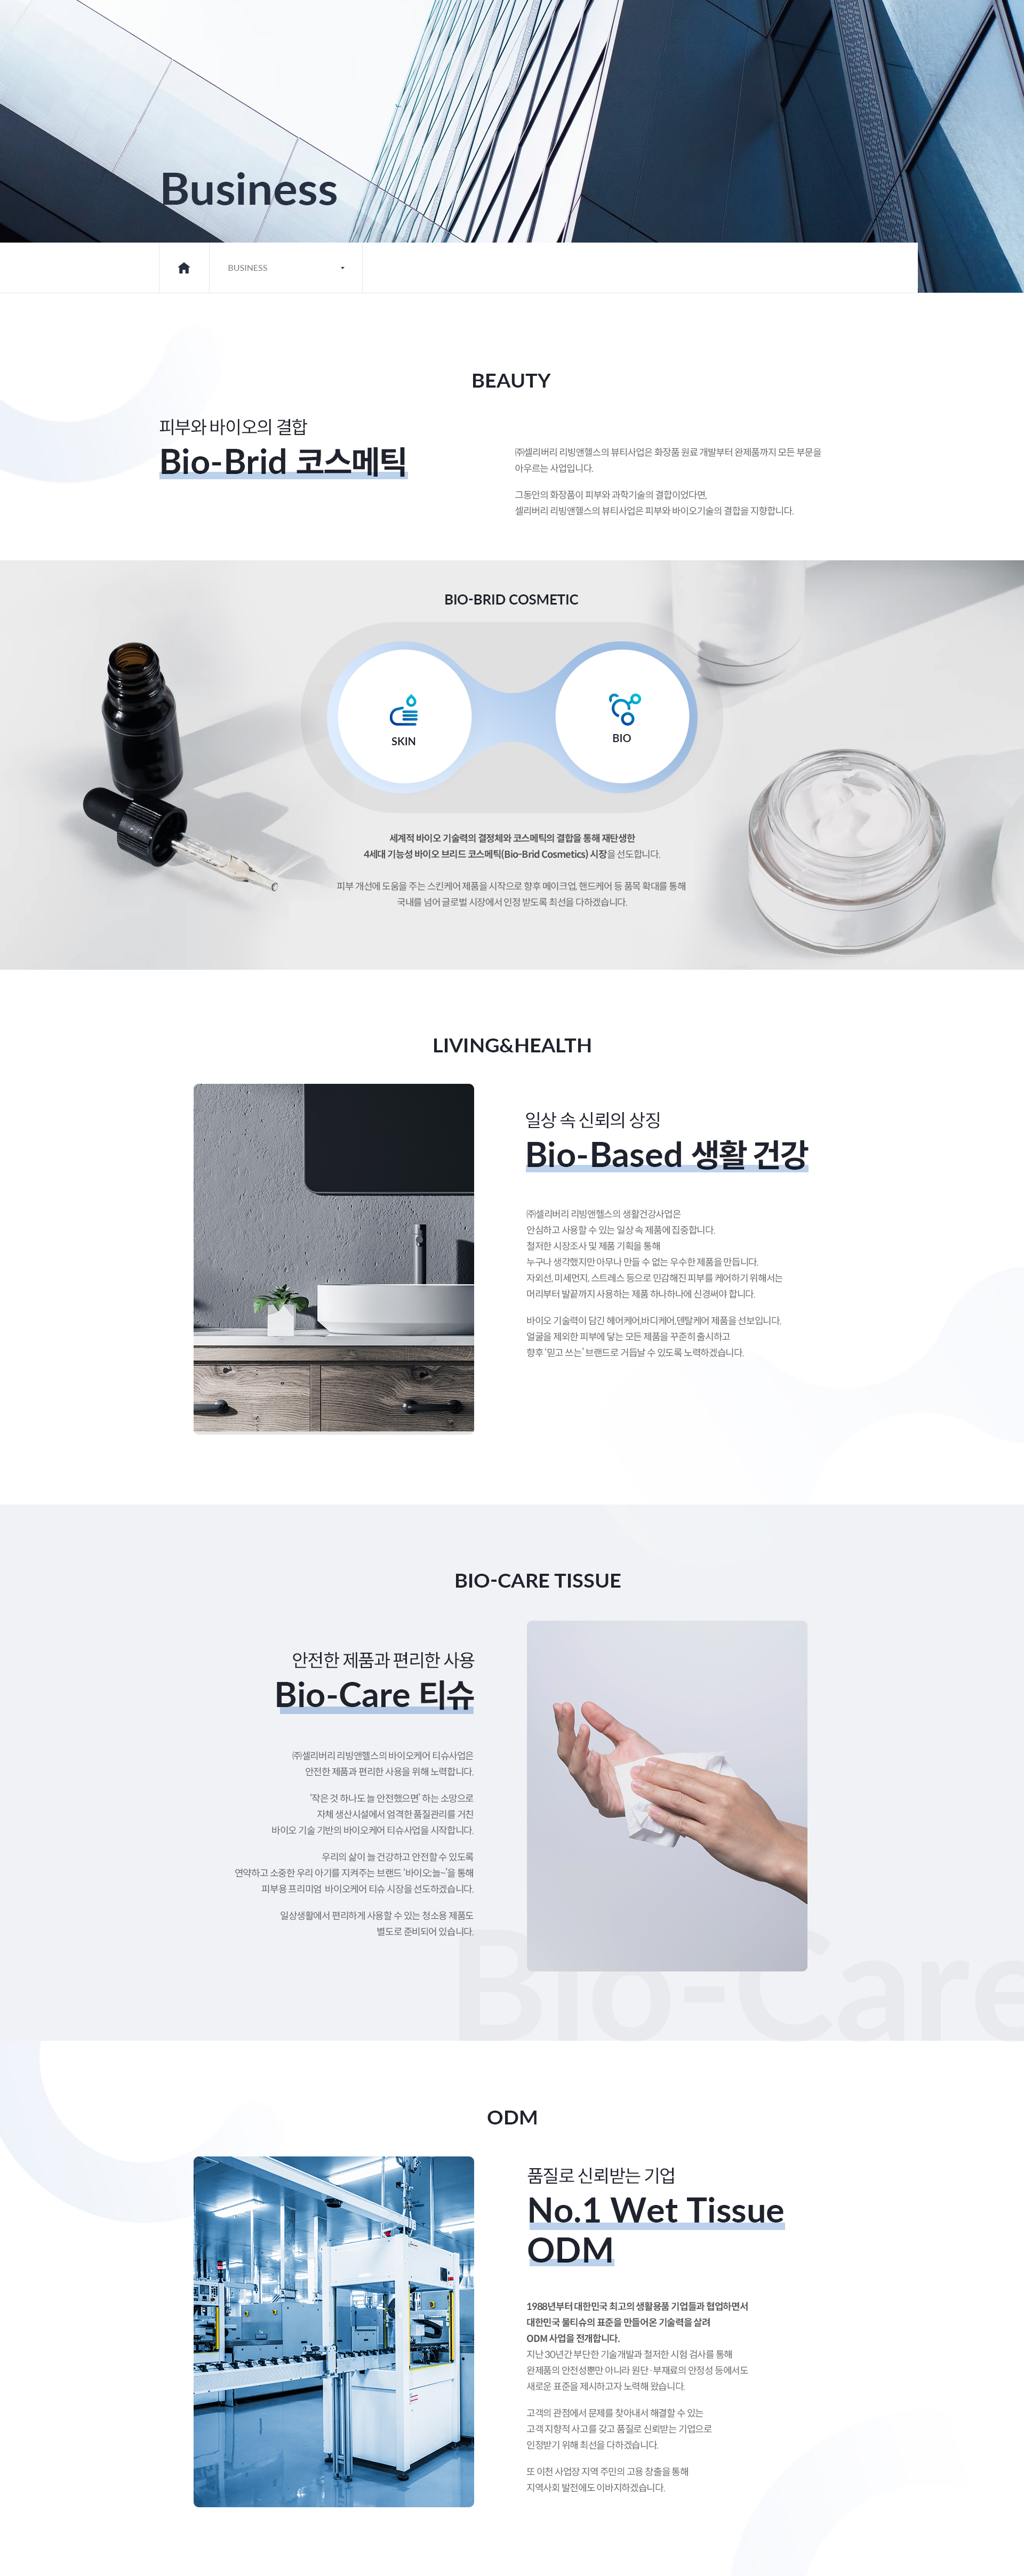 Business
BUSINESS
BEAUTY
피부와 바이오의 결합
Bio-Brid 코스메틱
㈜셀리버리 리빙앤헬스의 뷰티사업은 화장품 원료 개발부터 완제품까지 모든 부문을
아우르는 사업입니다.
그동안의 화장품이 피부와 과학기술의 결합이었다면,
셀리버리 리빙앤헬스의 뷰티사업은 피부와 바이오기술의 결합을 지향합니다.
BIO-BRID COSMETIC
SKIN
BIO
세계적 바이오 기술력의 결정체와 코스메틱의 결합을 통해 재탄생한
4세대 기능성 바이오 브리드 코스메틱(Bio-Brid Cosmetics) 시장을 선도합니다.
피부 개선에 도움을 주는 스킨케어 제품을 시작으로 향후 메이크업, 핸드케어 등 품목 확대를 통해
국내를 넘어 글로벌 시장에서 인정 받도록 최선을 다하겠습니다.
LIVING&HEALTH
일상 속 신뢰의 상징
Bio-Based 생활 건강
㈜셀리버리 리빙앤헬스의 생활건강사업은
안심하고 사용할 수 있는 일상 속 제품에 집중합니다.
철저한 시장조사 및 제품 기획을 통해
누구나 생각했지만 아무나 만들 수 없는 우수한 제품을 만듭니다.
자외선, 미세먼지, 스트레스 등으로 민감해진 피부를 케어하기 위해서는
머리부터 발끝까지 사용하는 제품 하나하나에 신경써야 합니다.
바이오 기술력이 담긴 헤어케어,바디케어,덴탈케어 제품을 선보입니다.
얼굴을 제외한 피부에 닿는 모든 제품을 꾸준히 출시하고
향후 '믿고 쓰는' 브랜드로 거듭날 수 있도록 노력하겠습니다.
BIO-CARE TISSUE
안전한 제품과 편리한 사용
Bio-Care 티슈
㈜셀리버리 리빙앤헬스의 바이오케어 티슈사업은
안전한 제품과 편리한 사용을 위해 노력합니다.
'작은 것 하나도 늘 안전했으면' 하는 소망으로
자체 생산시설에서 엄격한 품질관리를 거친
바이오 기술 기반의 바이오케어 티슈사업을 시작합니다.
우리의 삶이 늘 건강하고 안전할 수 있도록
연약하고 소중한 우리 아기를 지켜주는 브랜드 '바이오;늘~'을 통해
피부용 프리미엄 바이오케어 티슈 시장을 선도하겠습니다.
일상생활에서 편리하게 사용할 수 있는 청소용 제품도
별도로 준비되어 있습니다.
Bio-Care
ODM
품질로 신뢰받는 기업
No.1 Wet Tissue
ODM
1988년부터 대한민국 최고의 생활용품 기업들과 협업하면서
대한민국 물티슈의 표준을 만들어온 기술력을 살려
ODM 사업을 전개합니다.
지난 30년간 부단한 기술개발과 철저한 시험 검사를 통해
완제품의 안전성뿐만 아니라 원단·부재료의 안정성 등에서도
새로운 표준을 제시하고자 노력해 왔습니다.
고객의 관점에서 문제를 찾아내서 해결할 수 있는
고객 지향적 사고를 갖고 품질로 신뢰받는 기업으로
인정받기 위해 최선을 다하겠습니다.
또 이천 사업장 지역 주민의 고용 창출을 통해
지역사회 발전에도 이바지하겠습니다.